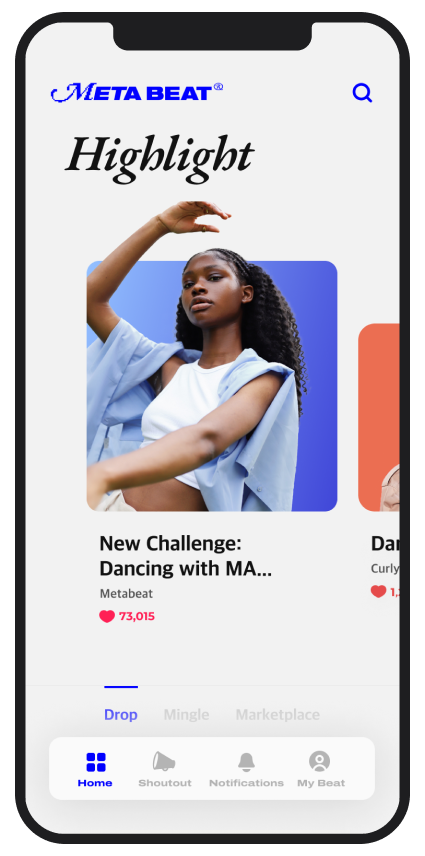 META BEAT®
Highlight
New Challenge:
Dancing with MA...
Metabeat
73,015
Dar
Curly
1,
Drop Mingle Marketplace
Home Shoutout Notifications My Beat